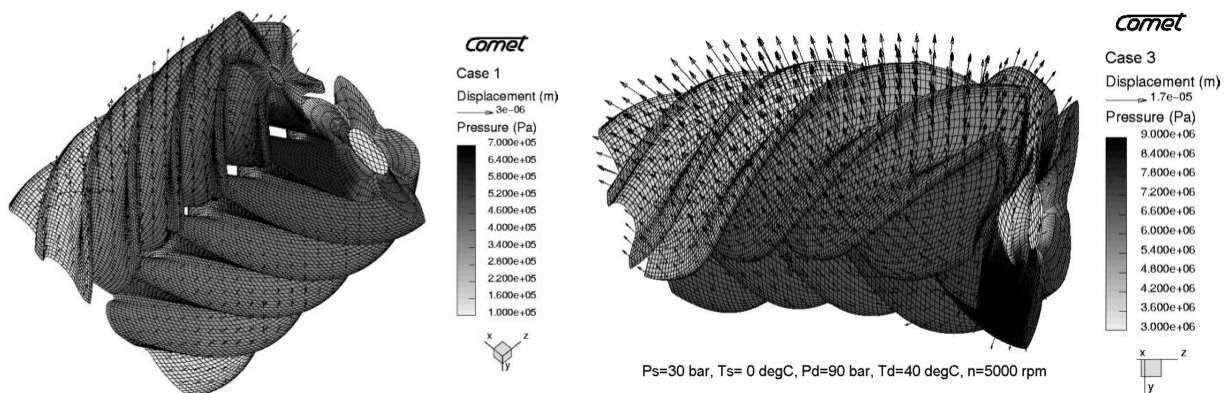 Comet
Case 1
Displacement (m)
3e-06
Pressure (Pa)
7.000e+05
6.400e+05
5.800e+05
5.200e+05
4.600e+05
4.000e+05
3.400e+05
2.800e+05
2.200e+05
1.600e+05
1.000e+05
x
z
y
Comet
Case 3
Displacement (m)
1.7e-05
Pressure (Pa)
9.000e+06
8.400e+06
7.800e+06
7.200e+06
6.600e+06
6.000e+06
5.400e+06
4.800e+06
4.200e+06
3.600e+06
3.000e+06
x
z
y
Ps=30 bar, Ts= 0 degC, Pd=90 bar, Td=40 degC, n=5000 rpm